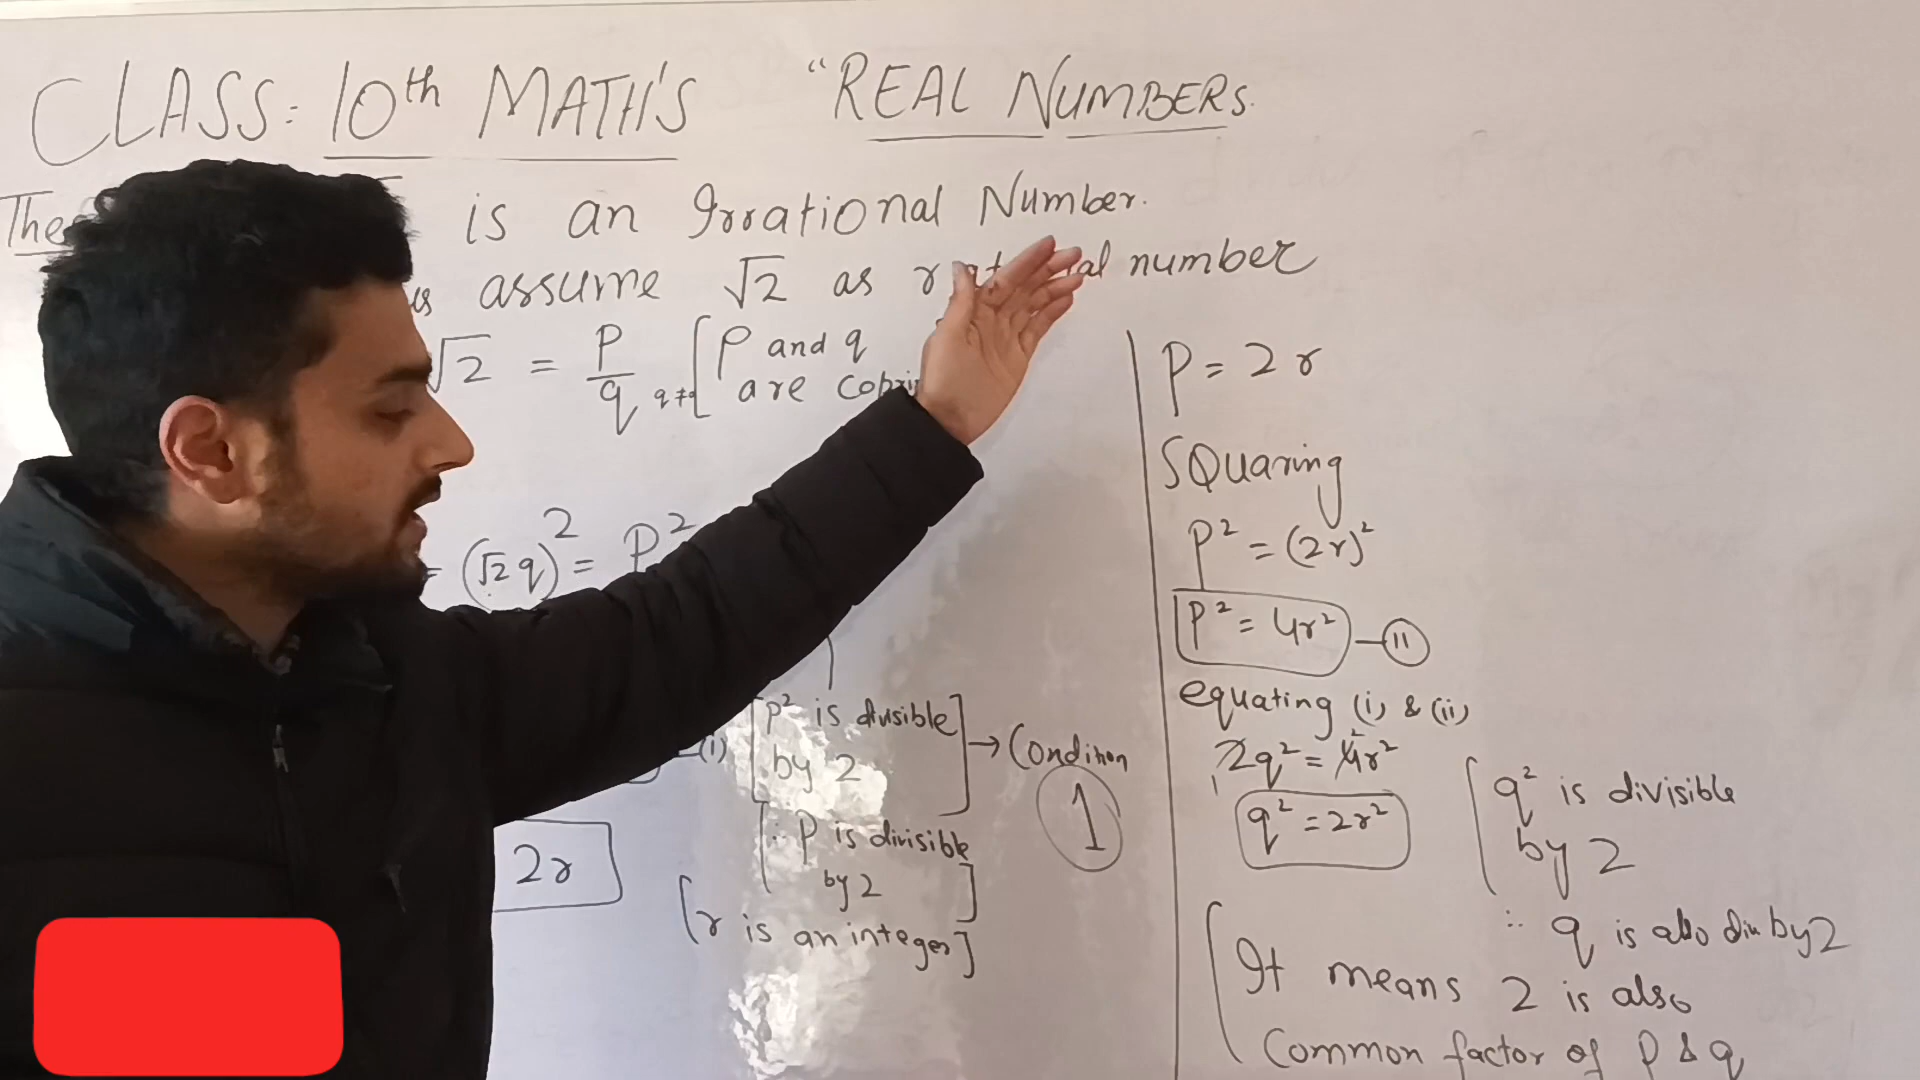 CLASS: 10th MATH'S "REAL NUMBERS.
is an Irrational Number.
assume √2 as number
√2 = p/q q≠ [p and q
are
= (√2q)² = P²
(i) [p² is divisible
by 2] → Condition
1
[∴ p is divisible
by 2]
2r
[r is an integer]
P = 2r
SQuaring
P² = (2r)²
P² = 4r² — (ii)
equating (i) & (ii)
2q² = 4r²
1 2
q² = 2r²
[q² is divisible
by 2
∴ q is also div by 2
[It means 2 is also
Common factor of p & q